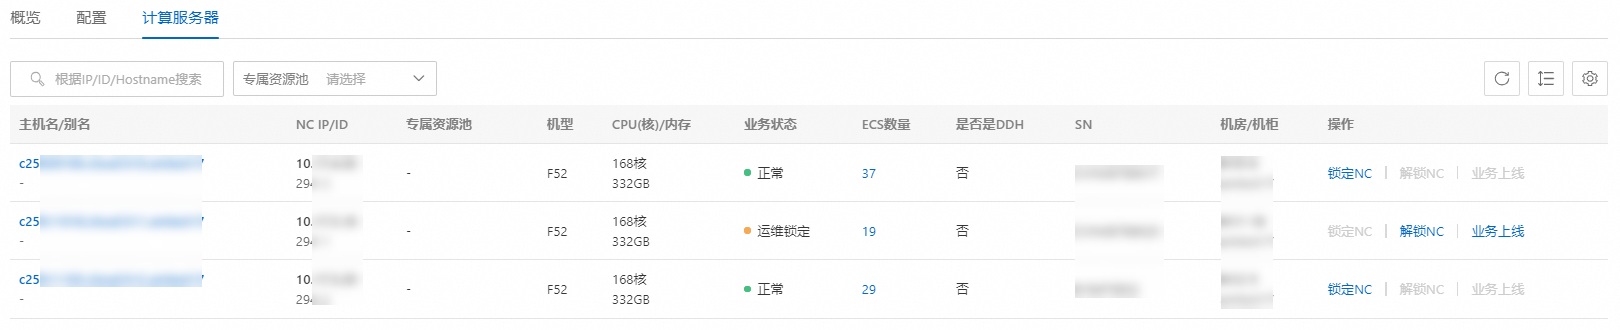 概览 配置 计算服务器
根据IP/ID/Hostname搜索 专属资源池 请选择
主机名/别名 NC IP/ID 专属资源池 机型 CPU(核)/内存 业务状态 ECS数量 是否是DDH SN 机房/机柜 操作
c25 10. - F52 168核 正常 37 否 锁定NC 解锁NC 业务上线
- 294 332GB
c25 10. - F52 168核 运维锁定 19 否 锁定NC 解锁NC 业务上线
- 294 332GB
c25 10. - F52 168核 正常 29 否 锁定NC 解锁NC 业务上线
- 294 332GB